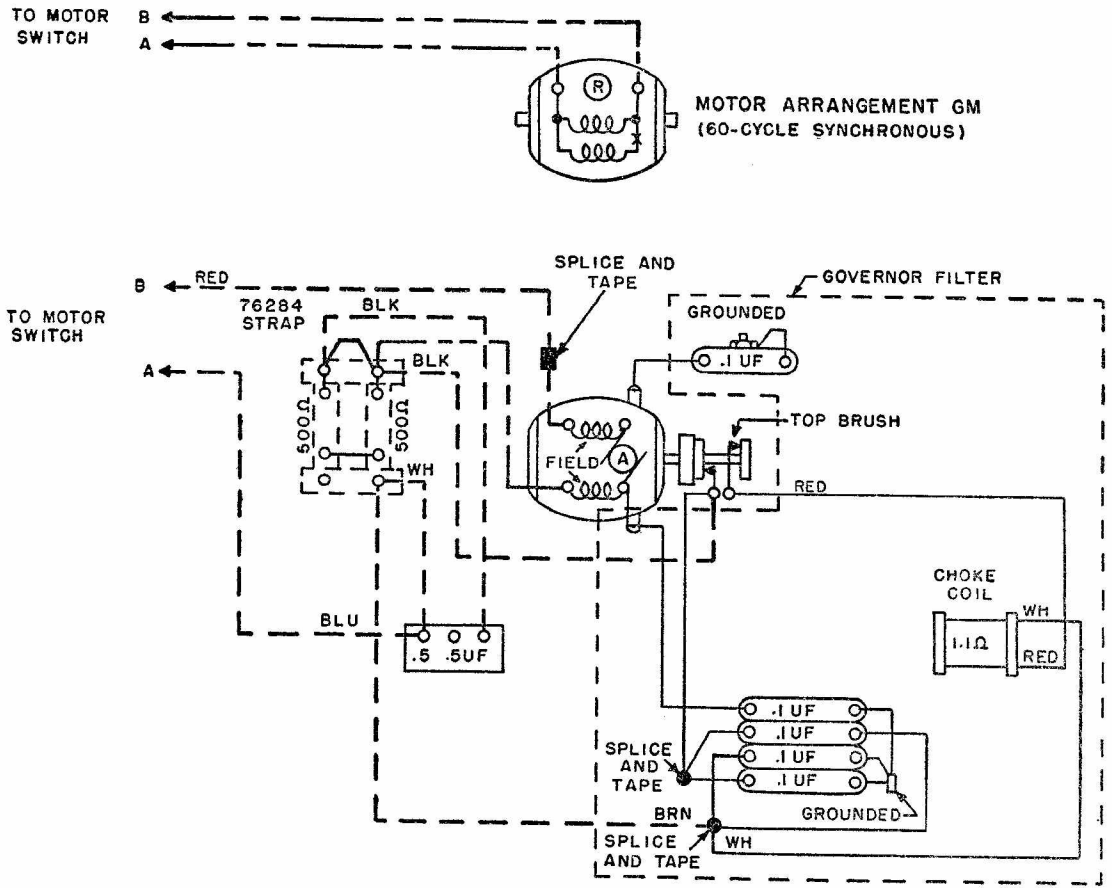 TO MOTOR
SWITCH
B
A
R
MOTOR ARRANGEMENT GM
(60-CYCLE SYNCHRONOUS)
SPLICE AND
TAPE
GOVERNOR FILTER
B
RED
76284
STRAP
BLK
GROUNDED
TO MOTOR
SWITCH
.1 UF
BLK
A
TOP BRUSH
500Ω
500Ω
FIELD
A
WH
RED
CHOKE
COIL
WH
BLU
1.1Ω
RED
.5 .5UF
.1 UF
.1 UF
.1 UF
.1 UF
SPLICE
AND
TAPE
GROUNDED
BRN
SPLICE
AND TAPE
WH